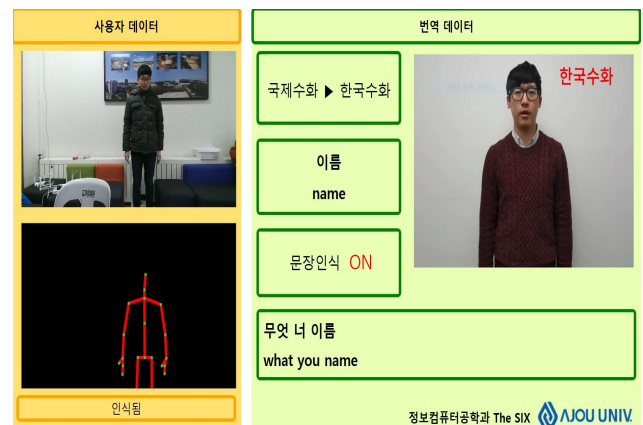 사용자 데이터
인식됨
번역 데이터
국제수화 ▶ 한국수화
한국수화
이름
name
문장인식 ON
무엇 너 이름
what you name
정보컴퓨터공학과 The SIX AJOU UNIV.